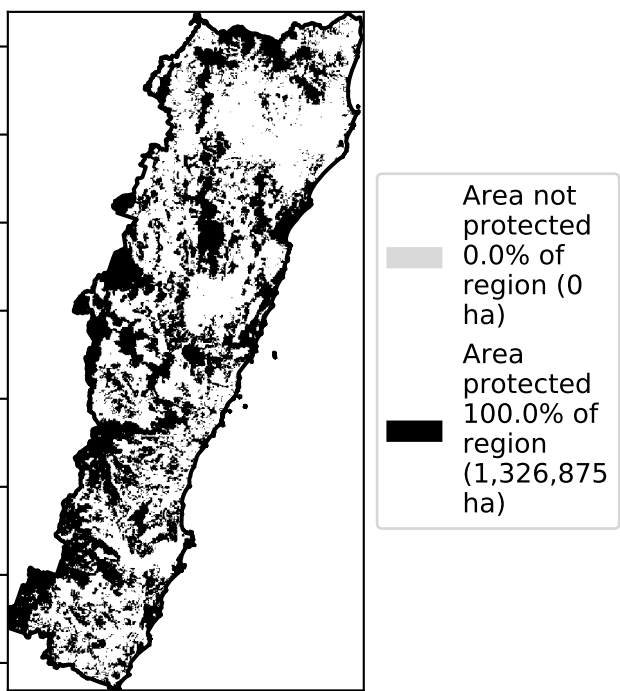 Area not
protected
0.0% of
region (0
ha)
Area
protected
100.0% of
region
(1,326,875
ha)